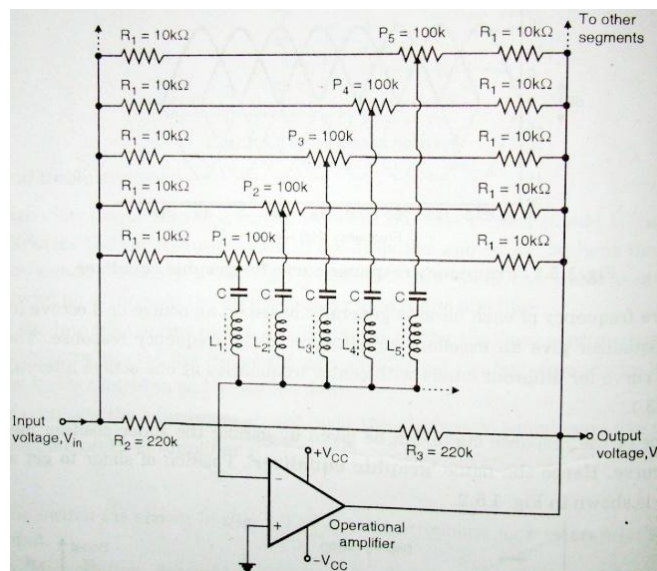 To other
segments
R1 = 10kΩ P5 = 100k R1 = 10kΩ
R1 = 10kΩ P4 = 100k R1 = 10kΩ
R1 = 10kΩ P3 = 100k R1 = 10kΩ
R1 = 10kΩ P2 = 100k R1 = 10kΩ
R1 = 10kΩ P1 = 100k R1 = 10kΩ
C C C C C
L1 L2 L3 L4 L5
Input
voltage,Vin
R2 = 220k
R3 = 220k
Output
voltage,V
+VCC
−
+
Operational
amplifier
−VCC